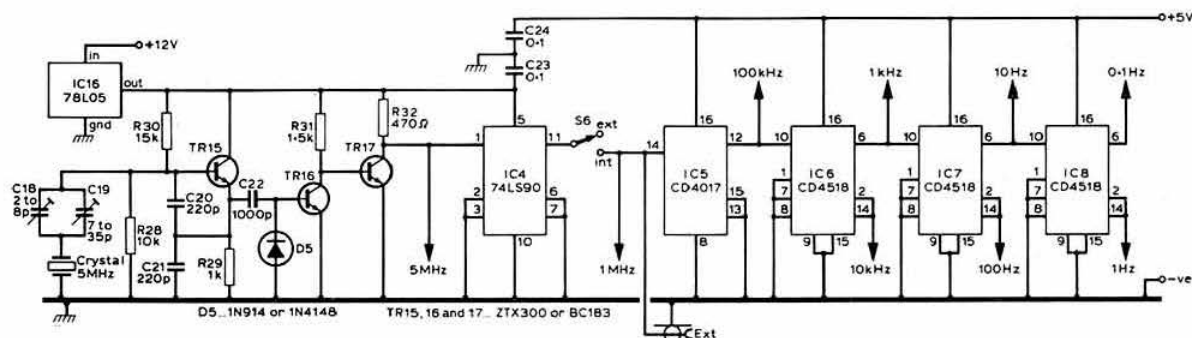 +12V
in
IC16
78L05
out
gnd
R30
15k
TR15
C18
2 to
8p
C19
7 to
35p
Crystal
5MHz
R28
10k
C20
220p
C21
220p
C22
1000p
R29
1k
D5
R31
1·5k
TR16
R32
470Ω
TR17
5MHz
C24
0·1
C23
0·1
5
1
11
IC4
74LS90
2
3
6
7
10
S6
ext
int
1MHz
14
16
12
IC5
CD4017
15
13
8
100kHz
16
10
6
1
7
8
IC6
CD4518
2
14
9
15
10kHz
1kHz
16
10
6
1
7
8
IC7
CD4518
2
14
9
15
100Hz
10Hz
16
10
6
1
7
8
IC8
CD4518
2
14
9
15
1Hz
0·1Hz
+5V
-ve
Ext
D5...1N914 or 1N4148
TR15, 16 and 17... ZTX300 or BC183